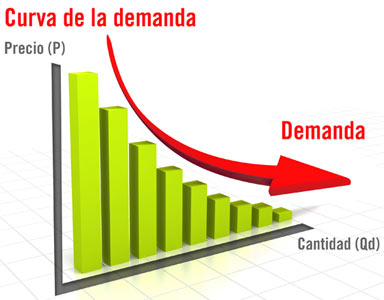 Curva de la demanda
Precio (P)
Demanda
Cantidad (Qd)